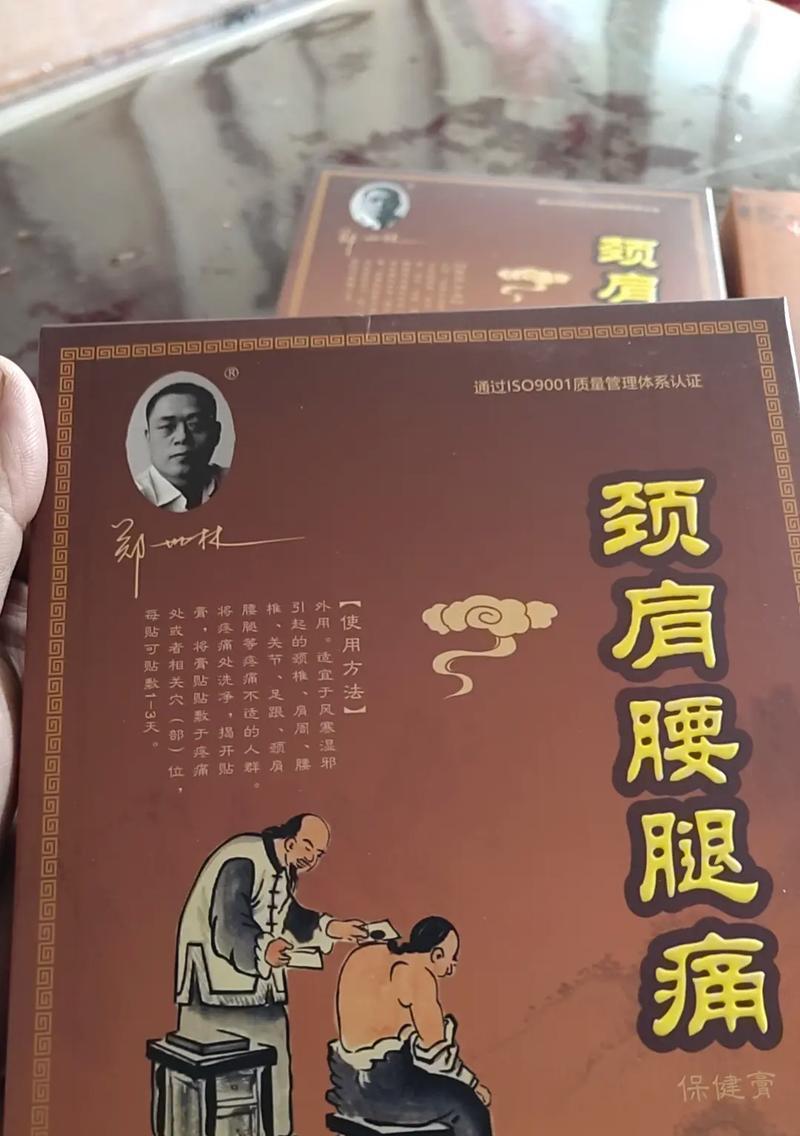 ®
通过ISO9001质量管理体系认证
郑世林
颈肩腰腿痛
保健膏
【使用方法】
外用。适宜于风寒湿邪
引起的颈椎、肩周、腰
椎、关节、足跟、颈肩
腰腿等疼痛不适的人群。
将疼痛处洗净，揭开贴
膏，将膏贴贴敷于疼痛
处或者相关穴（部）位，
每贴可贴敷1-3天。
颈肩